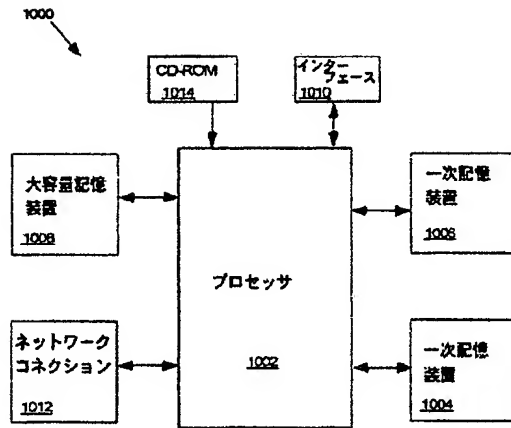 1000
CD-ROM
1014
インター
フェース
1010
大容量記憶
装置
1008
一次記憶
装置
1006
プロセッサ
1002
ネットワーク
コネクション
1012
一次記憶
装置
1004